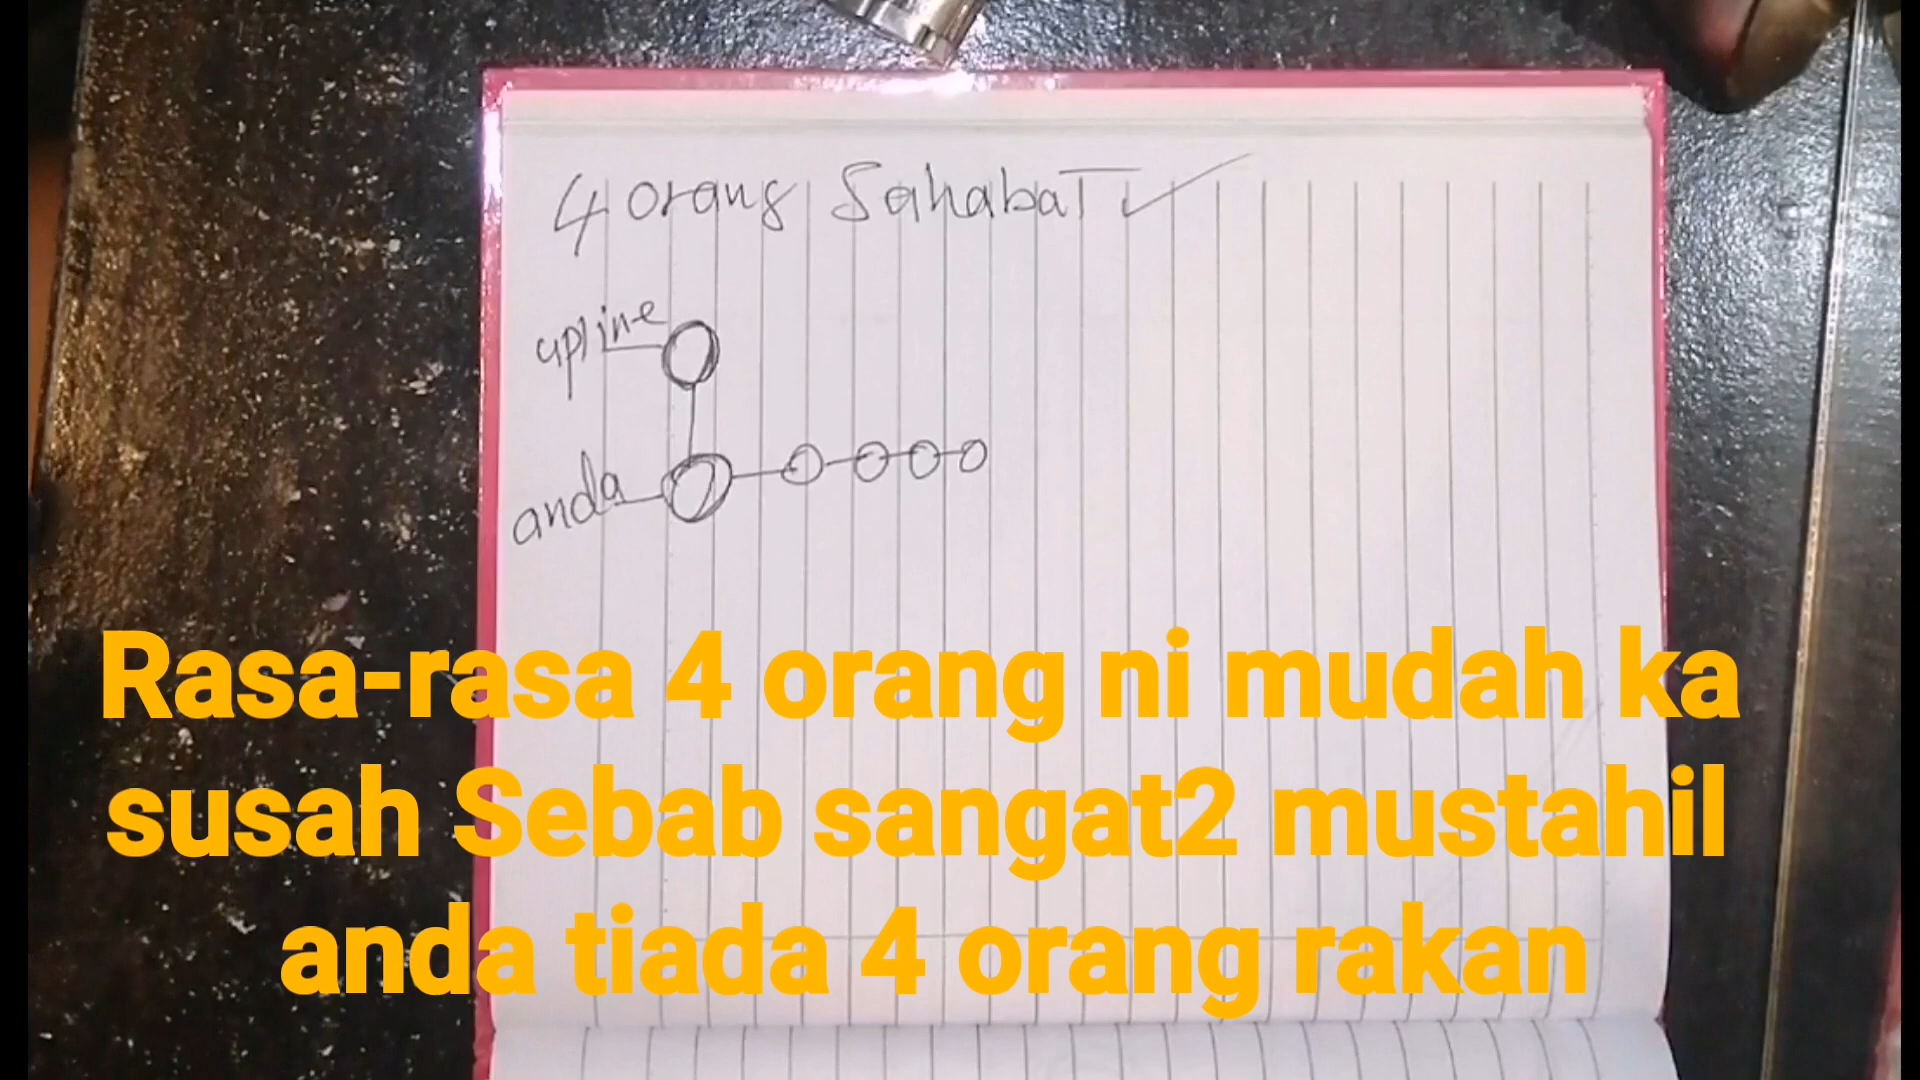 4 orang SahabaT
upline
anda
Rasa-rasa 4 orang ni mudah ka
susah Sebab sangat2 mustahil
anda tiada 4 orang rakan